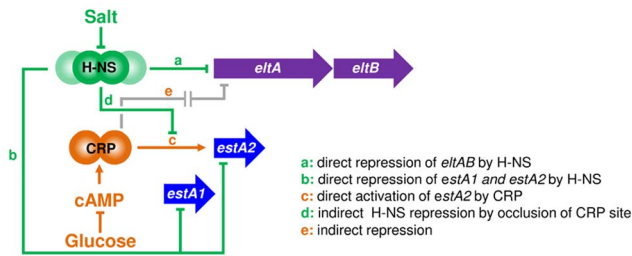 Salt
H-NS
a
eltA
eltB
d
e
b
CRP
c
estA2
cAMP
estA1
Glucose
a: direct repression of eltAB by H-NS
b: direct repression of estA1 and estA2 by H-NS
c: direct activation of estA2 by CRP
d: indirect H-NS repression by occlusion of CRP site
e: indirect repression